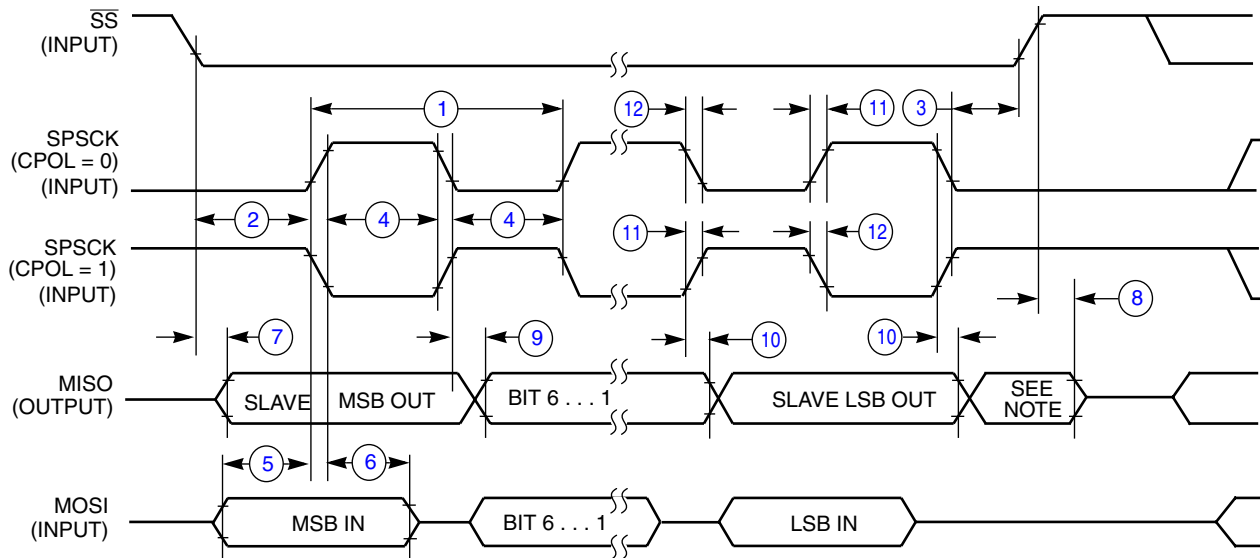 SS
(INPUT)
1
12
11
3
SPSCK
(CPOL = 0)
(INPUT)
2
4
4
11
12
SPSCK
(CPOL = 1)
(INPUT)
8
7
9
10
10
MISO
(OUTPUT)
SLAVE
MSB OUT
BIT 6 . . . 1
SLAVE LSB OUT
SEE
NOTE
5
6
MOSI
(INPUT)
MSB IN
BIT 6 . . . 1
LSB IN